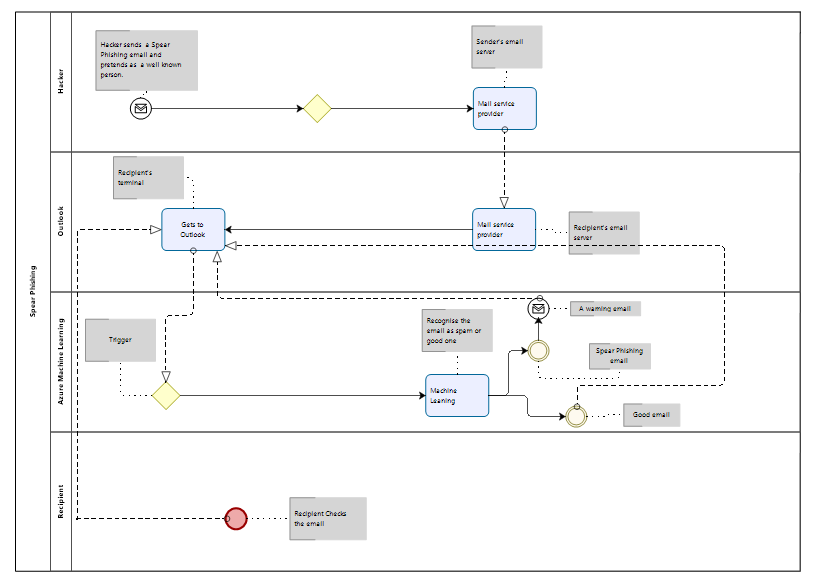 Spear Phishing
Hacker
Hacker sends a Spear
Phishing email and
pretends as a well known
person.
Sender's email
server
Mail service
provider
Outlook
Recipient's
terminal
Gets to
Outlook
Mail service
provider
Recipient's email
server
Azure Machine Learning
Trigger
Recognise the
email as spam or
good one
Machine
Leaning
A warning email
Spear Phishing
email
Good email
Recipient
Recipient Checks
the email